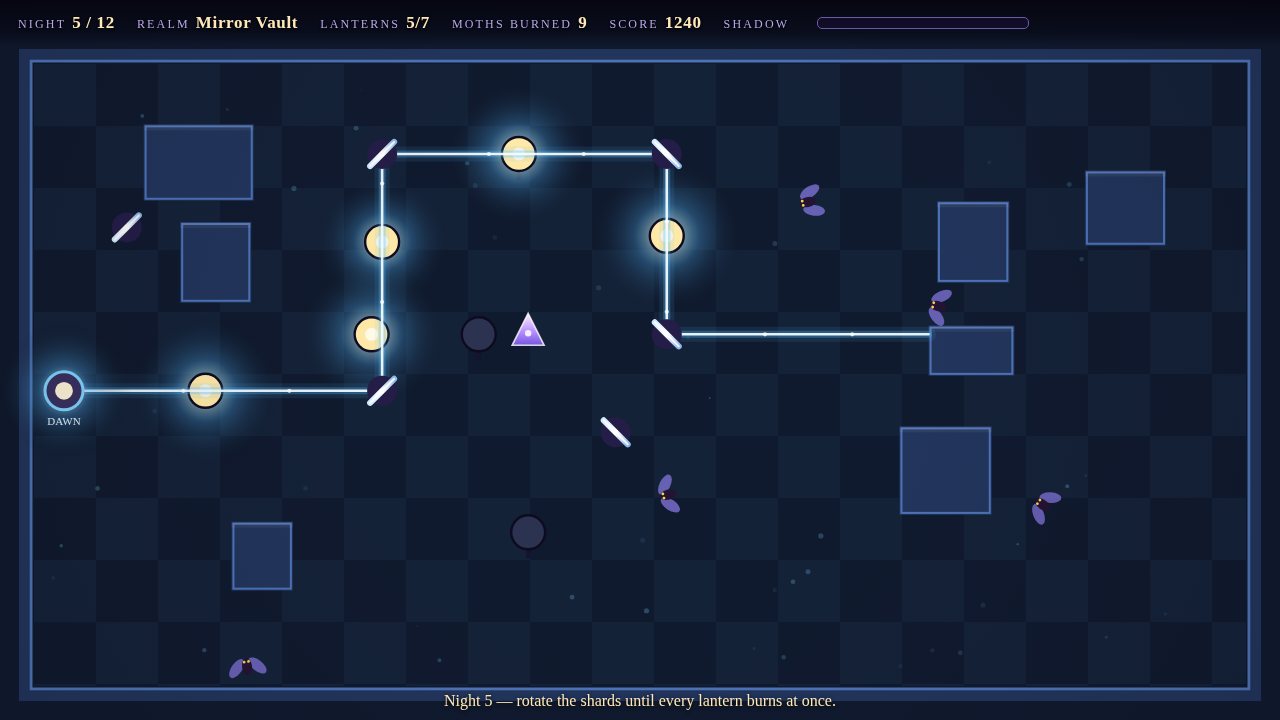 NIGHT 5 / 12 REALM Mirror Vault LANTERNS 5/7 MOTHS BURNED 9 SCORE 1240 SHADOW
DAWN
Night 5 — rotate the shards until every lantern burns at once.